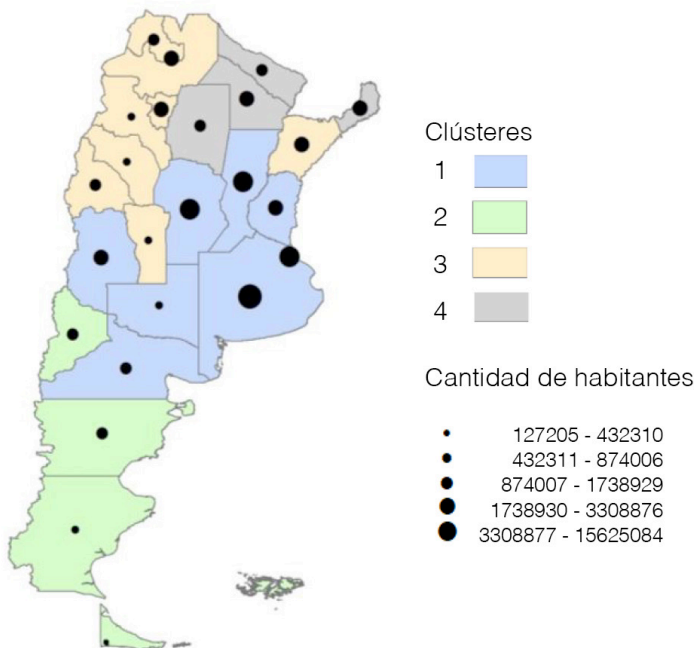 Clústeres
1
2
3
4
Cantidad de habitantes
127205 - 432310
432311 - 874006
874007 - 1738929
1738930 - 3308876
3308877 - 15625084